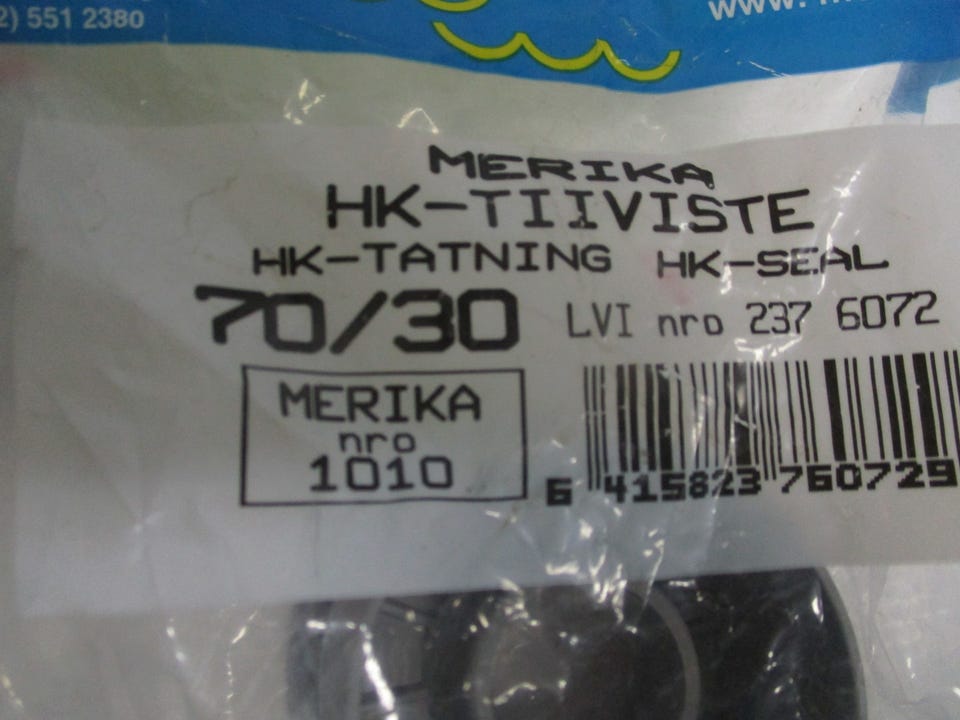 2) 551 2380
www.
MERIKA
HK-TIIVISTE
HK-TATNING HK-SEAL
70/30 LVI nro 237 6072
MERIKA
nro
1010
6 415823 760729